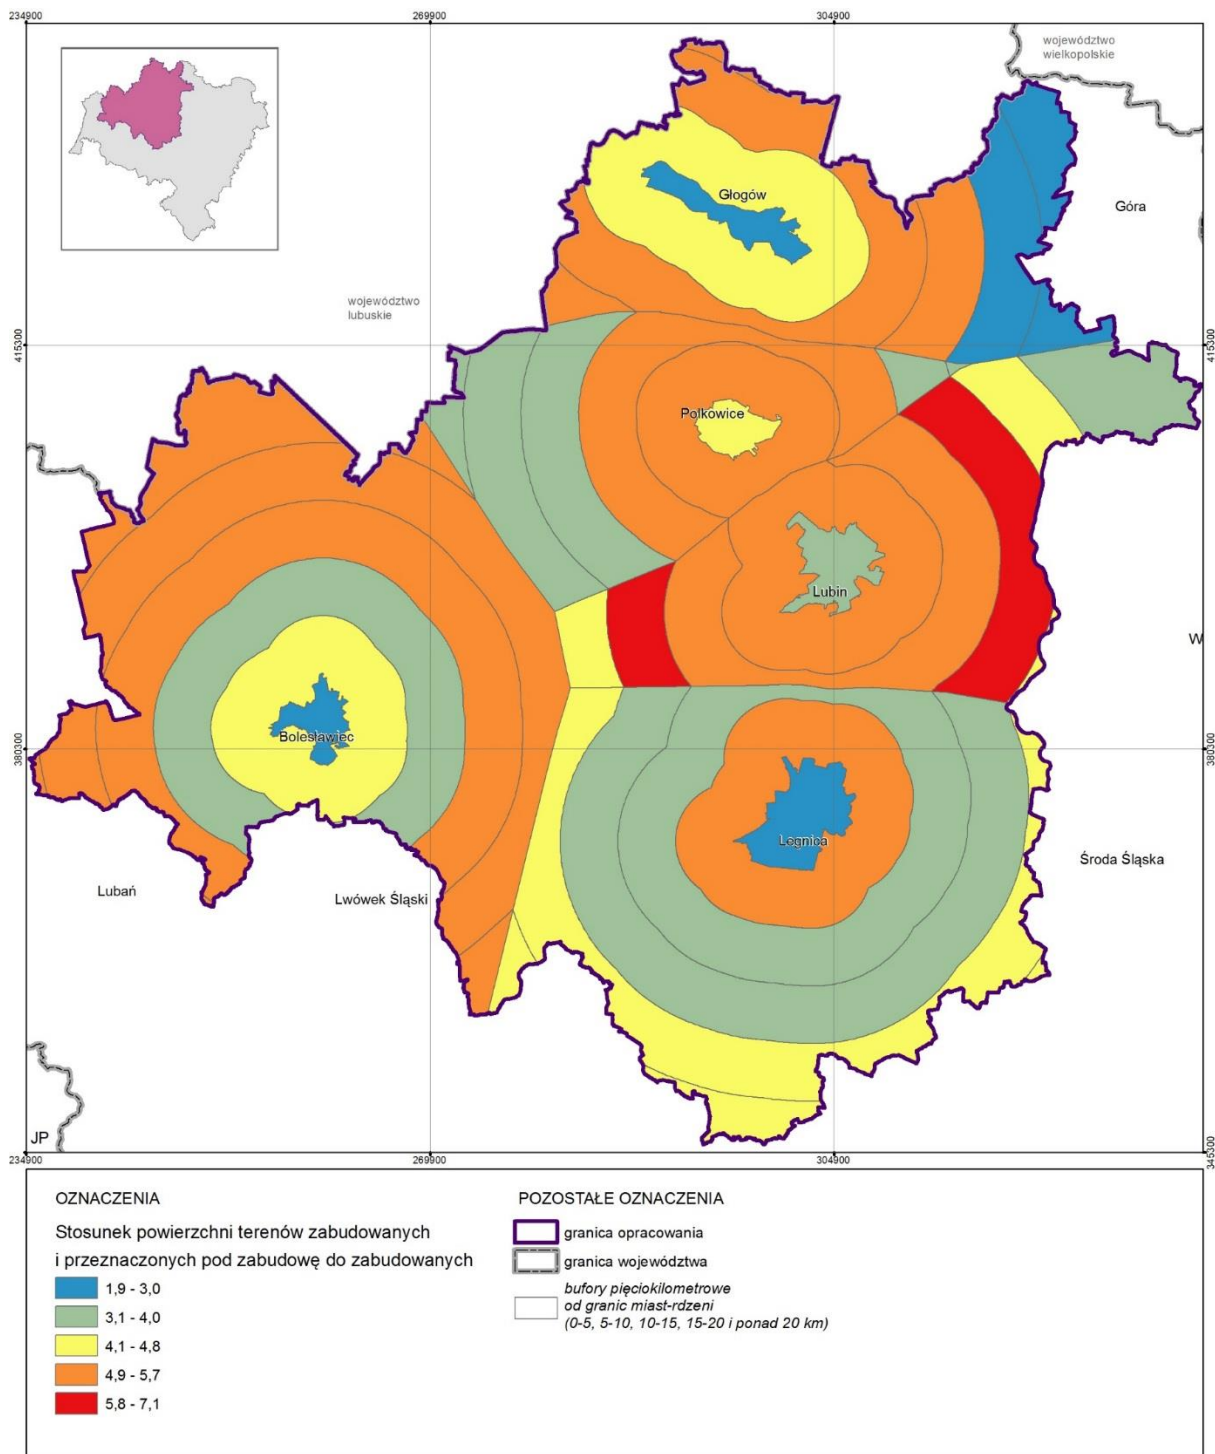 234900
269900
304900
województwo
wielkopolskie
Głogów
Góra
województwo
lubuskie
415300
415300
Polkowice
Lubin
W
Bolesławiec
380300
380300
Legnica
Środa Śląska
Lubań
Lwówek Śląski
JP
345300
234900
269900
304900
OZNACZENIA
Stosunek powierzchni terenów zabudowanych
i przeznaczonych pod zabudowę do zabudowanych
1,9 - 3,0
3,1 - 4,0
4,1 - 4,8
4,9 - 5,7
5,8 - 7,1
POZOSTAŁE OZNACZENIA
granica opracowania
granica województwa
bufory pięciokilometrowe
od granic miast-rdzeni
(0-5, 5-10, 10-15, 15-20 i ponad 20 km)